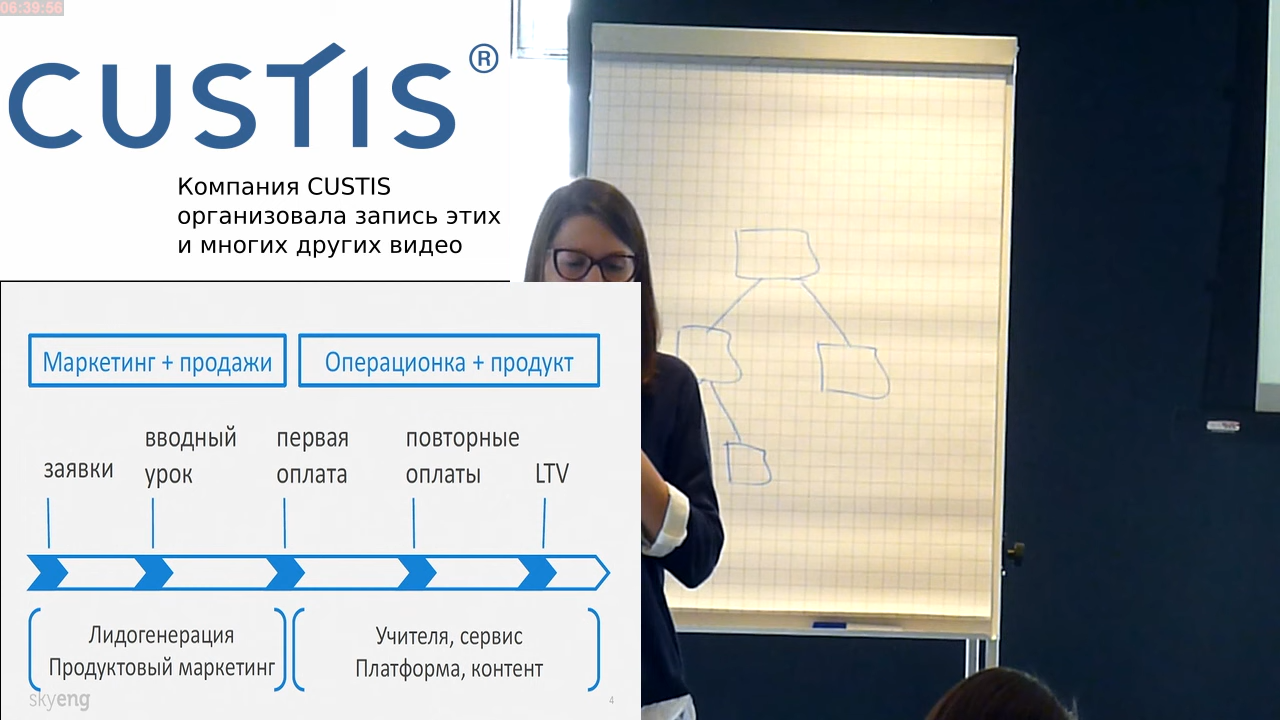 06:39:56
CUSTIS®
Компания CUSTIS
организовала запись этих
и многих других видео
Маркетинг + продажи
Операционка + продукт
заявки
вводный
урок
первая
оплата
повторные
оплаты
LTV
Лидогенерация
Продуктовый маркетинг
Учителя, сервис
Платформа, контент
skyeng
4